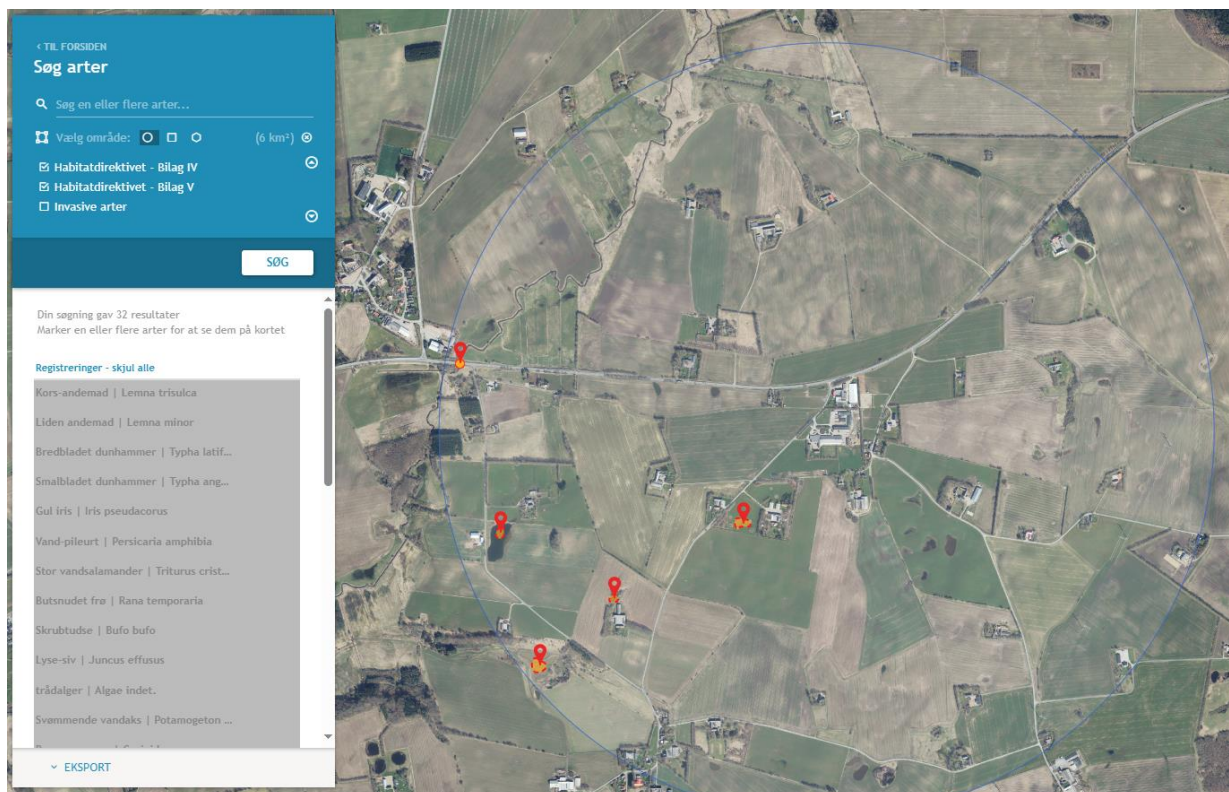 ‹ TIL FORSIDEN
Søg arter
Søg en eller flere arter...
Vælg område: (6 km²)
Habitatdirektivet - Bilag IV
Habitatdirektivet - Bilag V
Invasive arter
SØG
Din søgning gav 32 resultater
Marker en eller flere arter for at se dem på kortet
Registreringer - skjul alle
Kors-andemad | Lemna trisulca
Liden andemad | Lemna minor
Bredbladet dunhammer | Typha latif...
Smalbladet dunhammer | Typha ang...
Gul iris | Iris pseudacorus
Vand-pileurt | Persicaria amphibia
Stor vandsalamander | Triturus crist...
Butsnudet frø | Rana temporaria
Skrubtudse | Bufo bufo
Lyse-siv | Juncus effusus
trådalger | Algae indet.
Svømmende vandaks | Potamogeton ...
EKSPORT